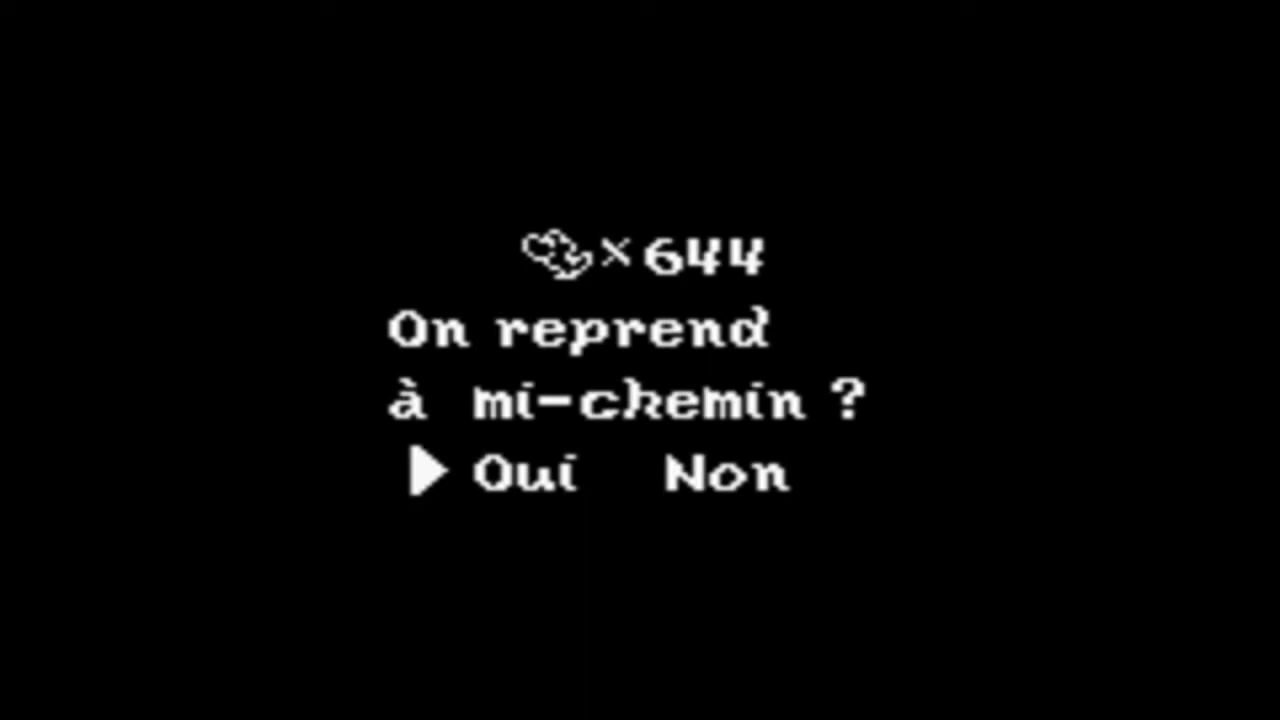 ×644
On reprend
à mi-chemin ?
▶ Oui Non